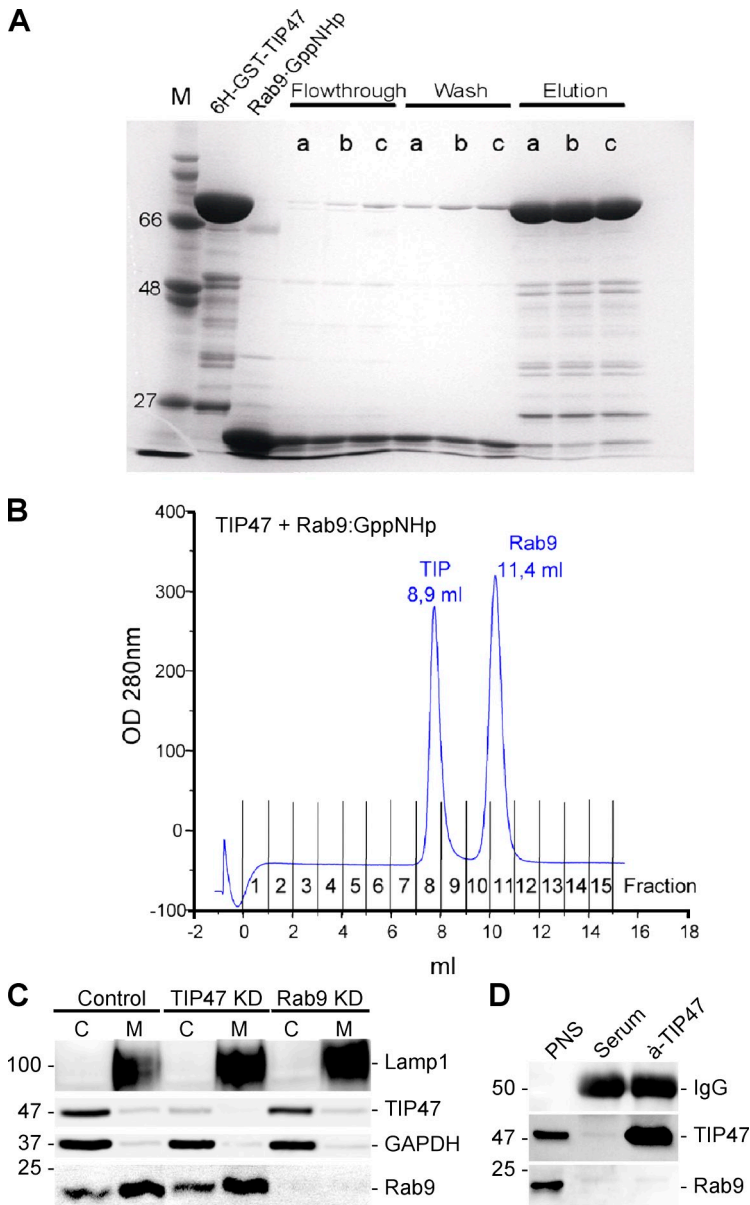 A
M 6H-GST-TIP47 Rab9·GppNHp Flowthrough Wash Elution
a b c a b c a b c
66
48
27
B
TIP47 + Rab9:GppNHp
400
300
200
100
0
-100
OD 280nm
TIP
8,9 ml
Rab9
11,4 ml
1 2 3 4 5 6 7 8 9 10 11 12 13 14 15 Fraction
-2 0 2 4 6 8 10 12 14 16 18
ml
C
Control TIP47 KD Rab9 KD
C M C M C M
100 - - Lamp1
47 - - TIP47
37 - - GAPDH
25 -
- Rab9
D
PNS Serum à-TIP47
50 - - IgG
47 - - TIP47
25 -
- Rab9